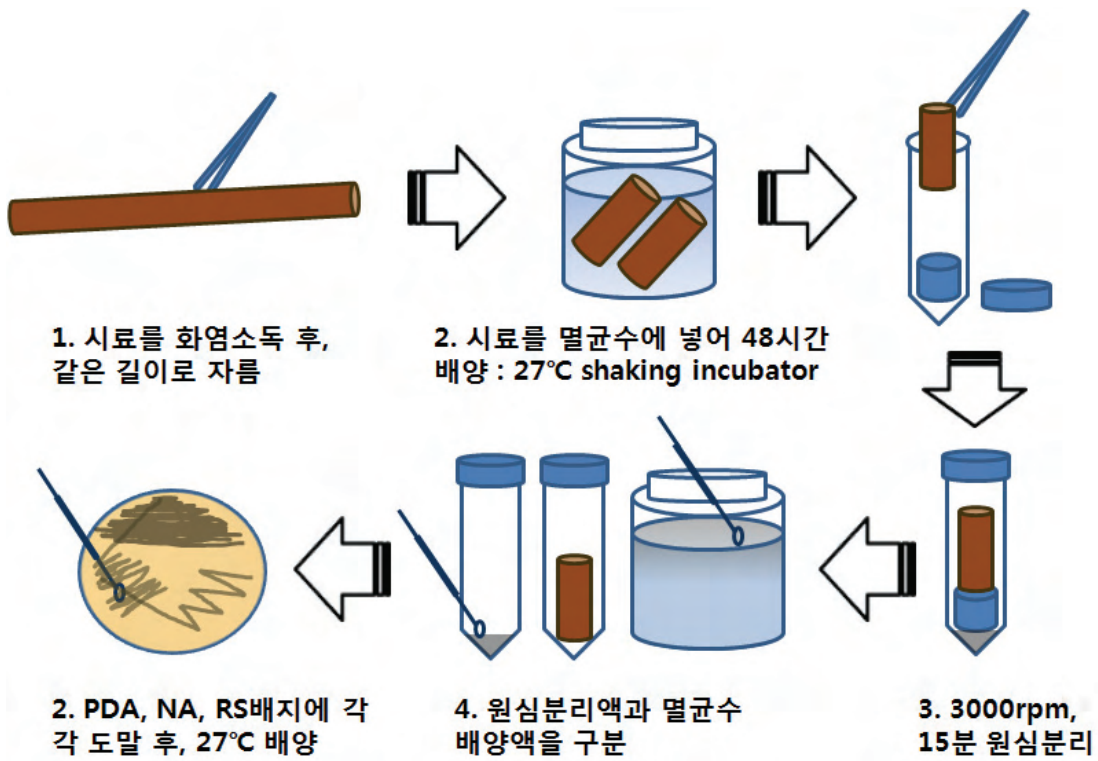 1. 시료를 화염소독 후,
같은 길이로 자름
2. 시료를 멸균수에 넣어 48시간
배양 : 27℃ shaking incubator
3. 3000rpm,
15분 원심분리
4. 원심분리액과 멸균수
배양액을 구분
2. PDA, NA, RS배지에 각
각 도말 후, 27℃ 배양